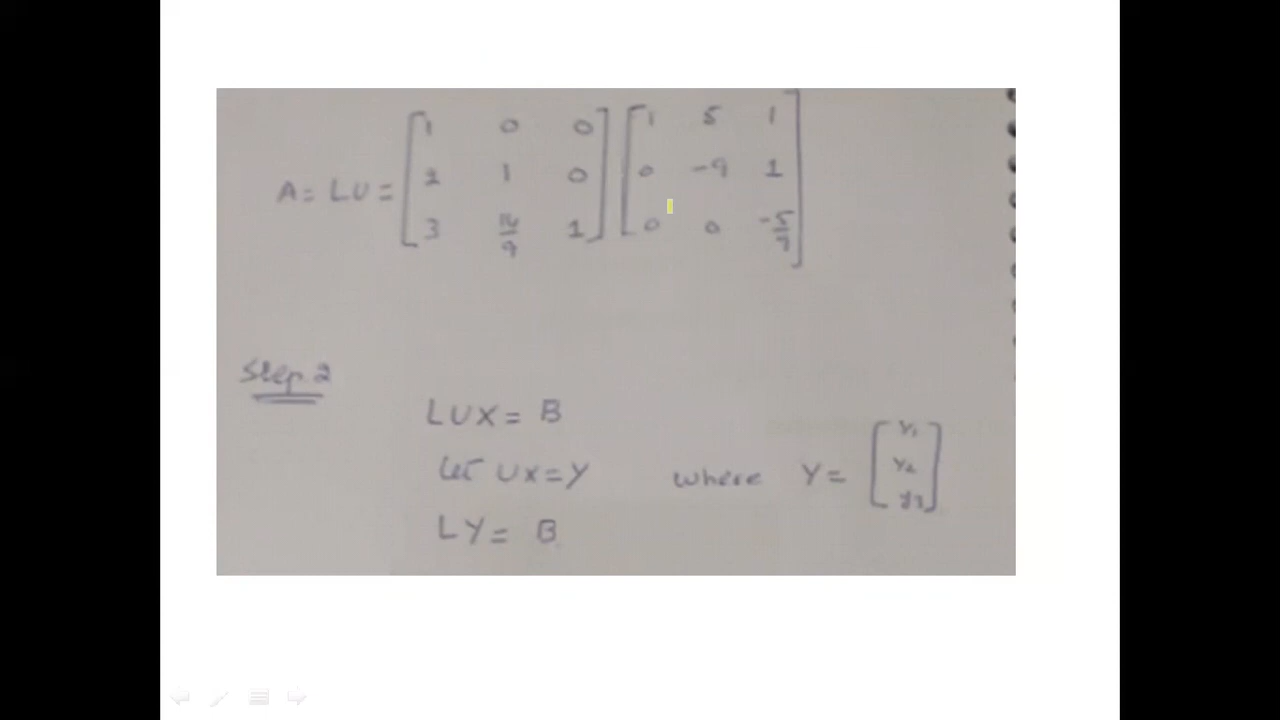 A = LU = [1 0 0; 2 1 0; 3 /9 1] [1 5 1; 0 -9 1; 0 0 -5/9]
Step 2
LUX = B
let UX = Y where Y = [y1; y2; y3]
LY = B